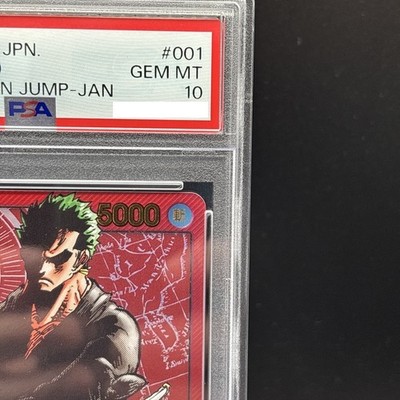 JPN. #001
GEM MT
N JUMP-JAN 10
PSA
5000